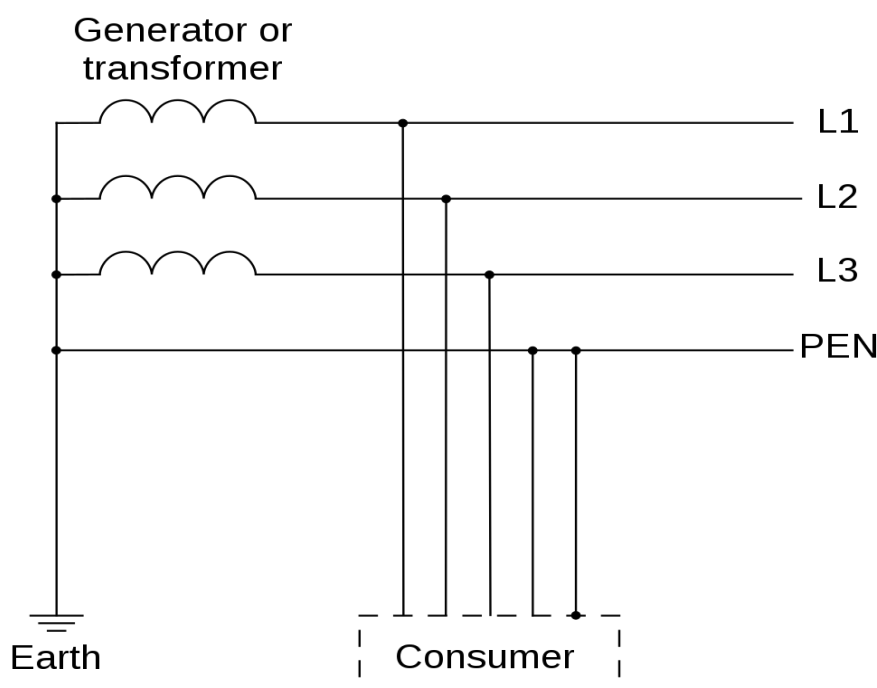 Generator or
transformer
L1
L2
L3
PEN
Earth
Consumer